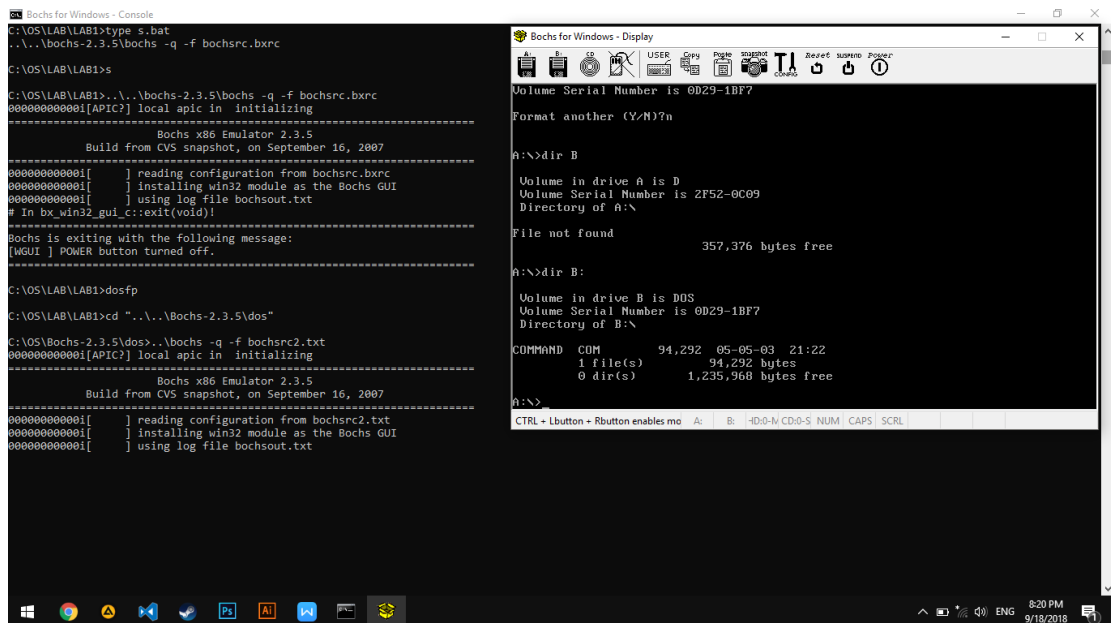 Bochs for Windows - Console
C:\OS\LAB\LAB1>type s.bat
..\..\bochs-2.3.5\bochs -q -f bochsrc.bxrc
C:\OS\LAB\LAB1>s
C:\OS\LAB\LAB1>..\..\bochs-2.3.5\bochs -q -f bochsrc.bxrc
00000000000i[APIC?] local apic in  initializing
========================================================================
Bochs x86 Emulator 2.3.5
Build from CVS snapshot, on September 16, 2007
========================================================================
00000000000i[     ] reading configuration from bochsrc.bxrc
00000000000i[     ] installing win32 module as the Bochs GUI
00000000000i[     ] using log file bochsout.txt
# In bx_win32_gui_c::exit(void)!
========================================================================
Bochs is exiting with the following message:
[WGUI ] POWER button turned off.
========================================================================
C:\OS\LAB\LAB1>dosfp
C:\OS\LAB\LAB1>cd "..\..\Bochs-2.3.5\dos"
C:\OS\Bochs-2.3.5\dos>..\bochs -q -f bochsrc2.txt
00000000000i[APIC?] local apic in  initializing
========================================================================
Bochs x86 Emulator 2.3.5
Build from CVS snapshot, on September 16, 2007
========================================================================
00000000000i[     ] reading configuration from bochsrc2.txt
00000000000i[     ] installing win32 module as the Bochs GUI
00000000000i[     ] using log file bochsout.txt
Bochs for Windows - Display
A: B: CD USER Copy Paste snapshot CONFIG Reset SUSPEND Power
Volume Serial Number is 0D29-1BF7
Format another (Y/N)?n
A:\>dir B
Volume in drive A is D
Volume Serial Number is 2F52-0C09
Directory of A:\
File not found
357,376 bytes free
A:\>dir B:
Volume in drive B is DOS
Volume Serial Number is 0D29-1BF7
Directory of B:\
COMMAND  COM        94,292  05-05-03  21:22
1 file(s)         94,292 bytes
0 dir(s)       1,235,968 bytes free
A:\>_
CTRL + Lbutton + Rbutton enables mo A: B: HD:0-M CD:0-S NUM CAPS SCRL
Ps Ai W
ENG
8:20 PM
9/18/2018
1